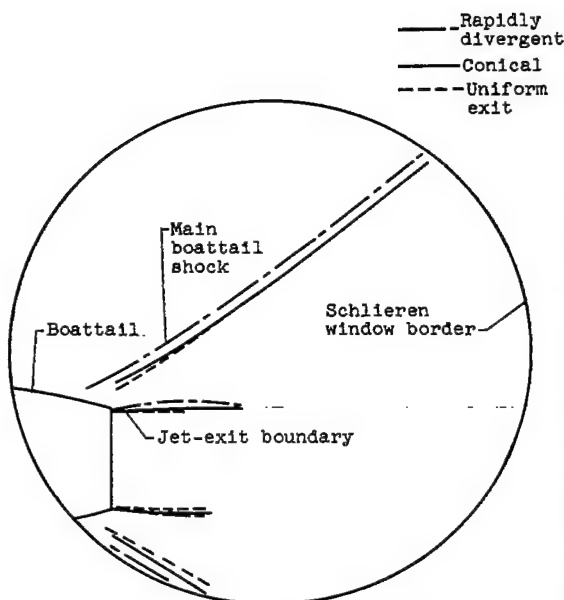 Rapidly
divergent
Conical
Uniform
exit
Main
boattail
shock
Schlieren
window border
Boattail.
Jet-exit boundary